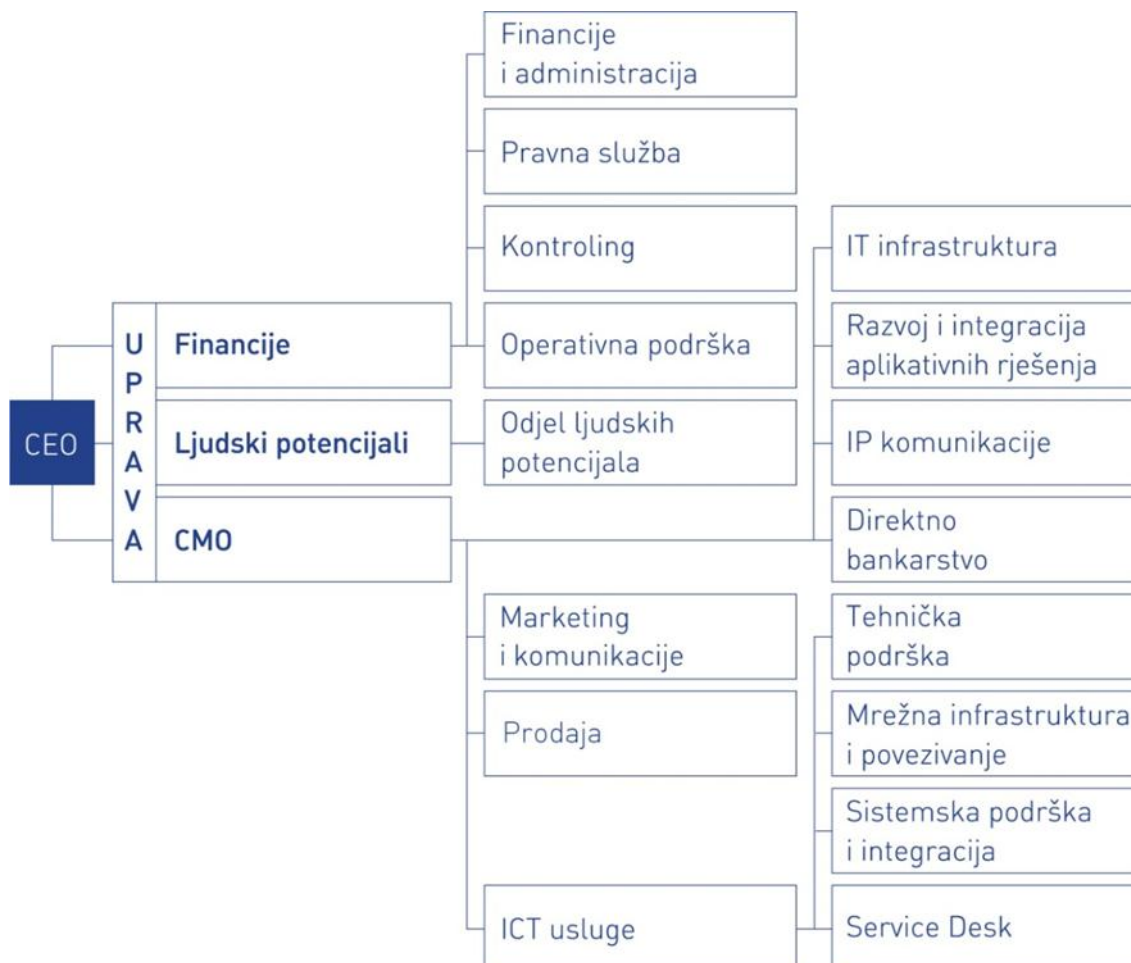 CEO
UPRAVA
Financije
Ljudski potencijali
CMO
Financije
i administracija
Pravna služba
Kontroling
Operativna podrška
Odjel ljudskih
potencijala
Marketing
i komunikacije
Prodaja
ICT usluge
IT infrastruktura
Razvoj i integracija
aplikativnih rješenja
IP komunikacije
Direktno
bankarstvo
Tehnička
podrška
Mrežna infrastruktura
i povezivanje
Sistemska podrška
i integracija
Service Desk